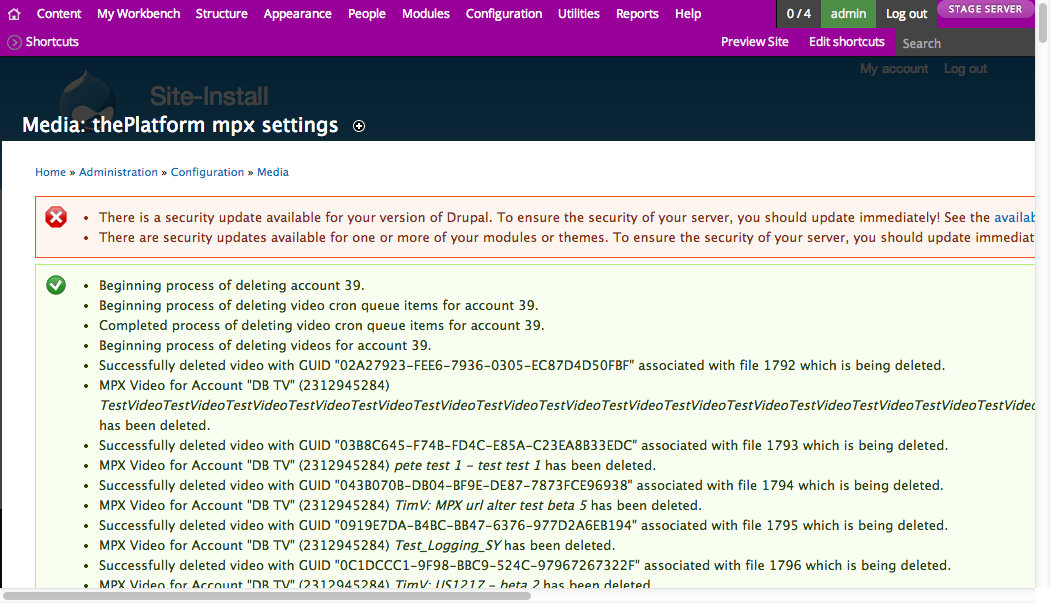 Content My Workbench Structure Appearance People Modules Configuration Utilities Reports Help 0 / 4 admin Log out STAGE SERVER
Shortcuts Preview Site Edit shortcuts Search
My account Log out
Site-Install
Media: thePlatform mpx settings
Home » Administration » Configuration » Media
• There is a security update available for your version of Drupal. To ensure the security of your server, you should update immediately! See the availab
• There are security updates available for one or more of your modules or themes. To ensure the security of your server, you should update immediat
• Beginning process of deleting account 39.
• Beginning process of deleting video cron queue items for account 39.
• Completed process of deleting video cron queue items for account 39.
• Beginning process of deleting videos for account 39.
• Successfully deleted video with GUID "02A27923-FEE6-7936-0305-EC87D4D50FBF" associated with file 1792 which is being deleted.
• MPX Video for Account "DB TV" (2312945284)
TestVideoTestVideoTestVideoTestVideoTestVideoTestVideoTestVideoTestVideoTestVideoTestVideoTestVideoTestVideoTestVideoTestVideoTestVideo
has been deleted.
• Successfully deleted video with GUID "03B8C645-F74B-FD4C-E85A-C23EA8B33EDC" associated with file 1793 which is being deleted.
• MPX Video for Account "DB TV" (2312945284) pete test 1 - test test 1 has been deleted.
• Successfully deleted video with GUID "043B070B-DB04-BF9E-DE87-7873FCE96938" associated with file 1794 which is being deleted.
• MPX Video for Account "DB TV" (2312945284) TimV: MPX url alter test beta 5 has been deleted.
• Successfully deleted video with GUID "0919E7DA-B4BC-BB47-6376-977D2A6EB194" associated with file 1795 which is being deleted.
• MPX Video for Account "DB TV" (2312945284) Test_Logging_SY has been deleted.
• Successfully deleted video with GUID "0C1DCCC1-9F98-BBC9-524C-97967267322F" associated with file 1796 which is being deleted.
• MPX Video for Account "DB TV" (2312945284) TimV: US1217 - beta 2 has been deleted.